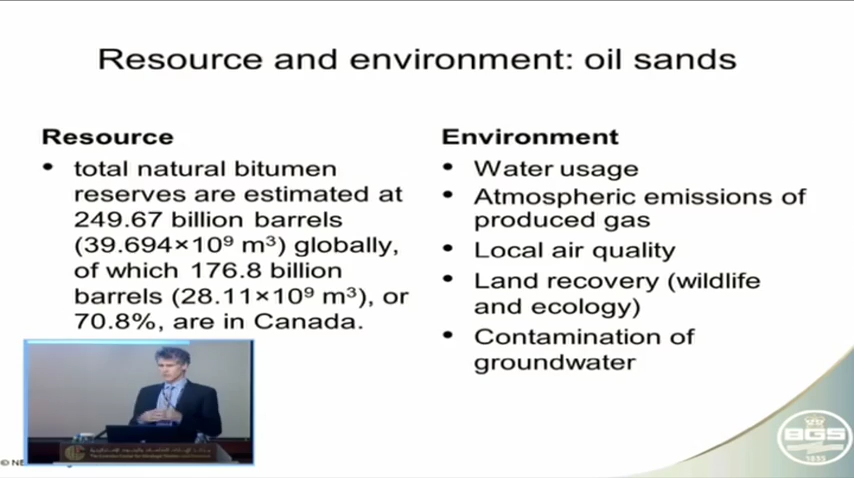 Resource and environment: oil sands
Resource
• total natural bitumen
reserves are estimated at
249.67 billion barrels
(39.694×10⁹ m³) globally,
of which 176.8 billion
barrels (28.11×10⁹ m³), or
70.8%, are in Canada.
Environment
• Water usage
• Atmospheric emissions of
produced gas
• Local air quality
• Land recovery (wildlife
and ecology)
• Contamination of
groundwater
© NE
BGS
1835